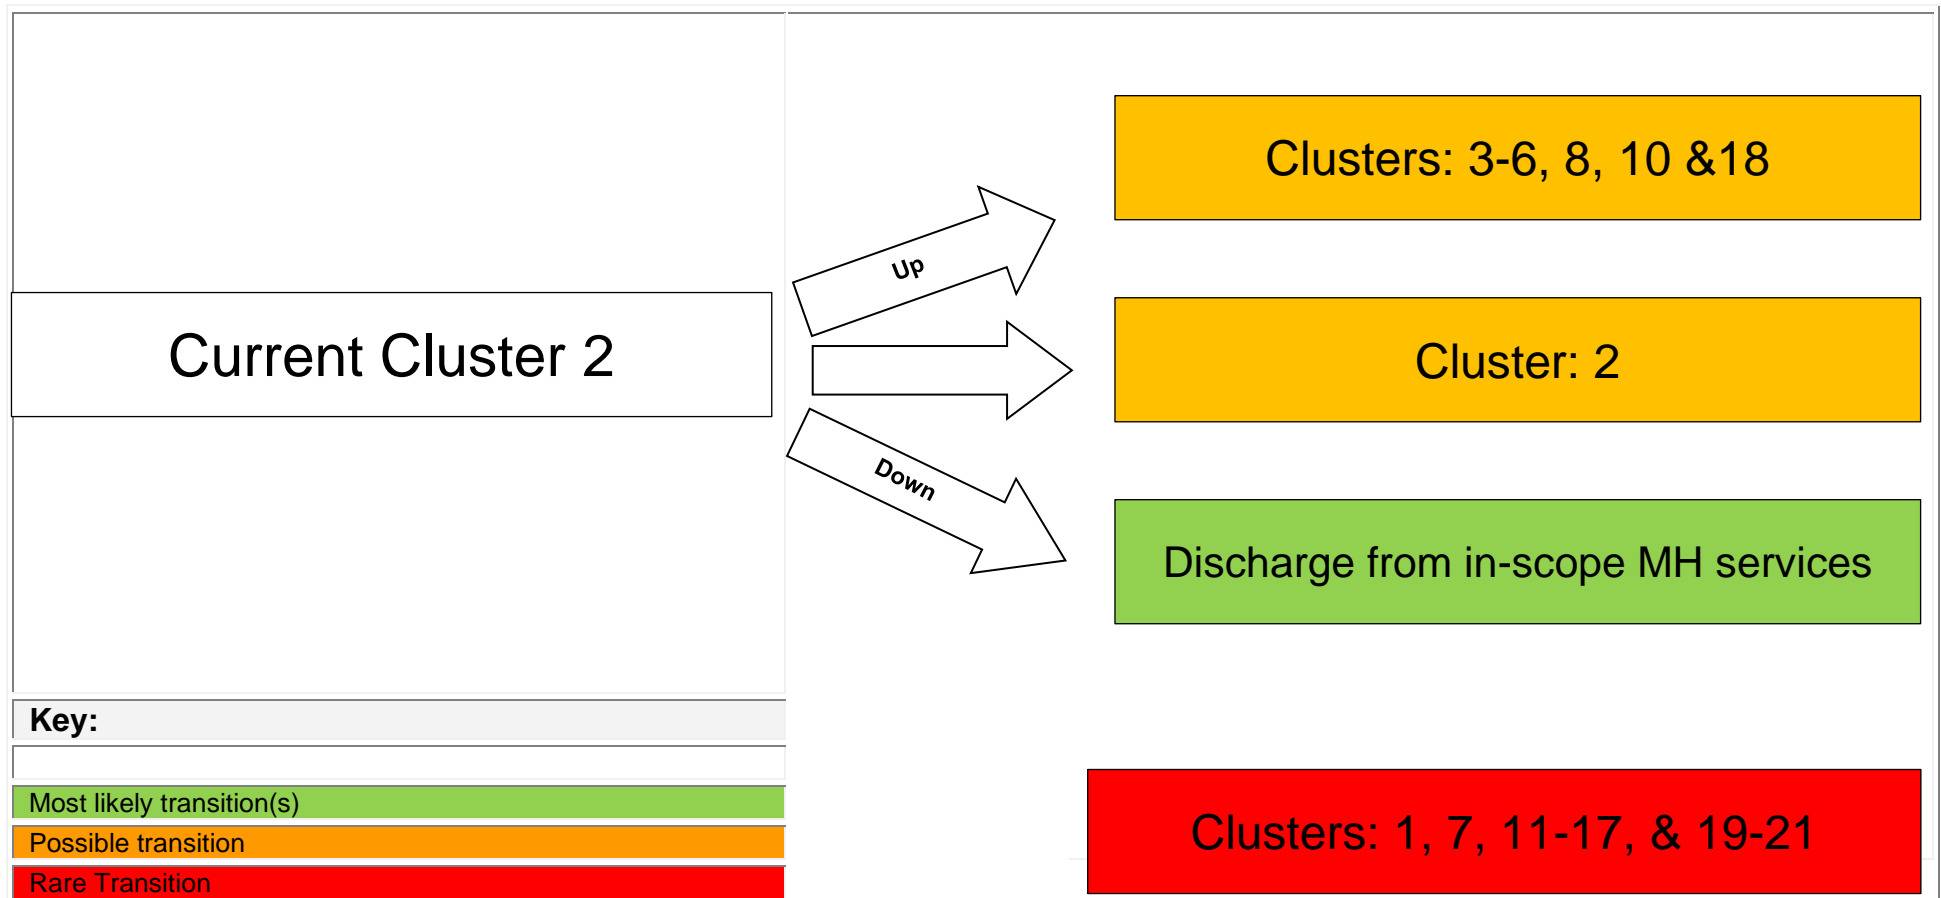 Clusters: 3-6, 8, 10 &18
Up
Current Cluster 2
Cluster: 2
Down
Discharge from in-scope MH services
Key:
Most likely transition(s)
Possible transition
Rare Transition
Clusters: 1, 7, 11-17, & 19-21